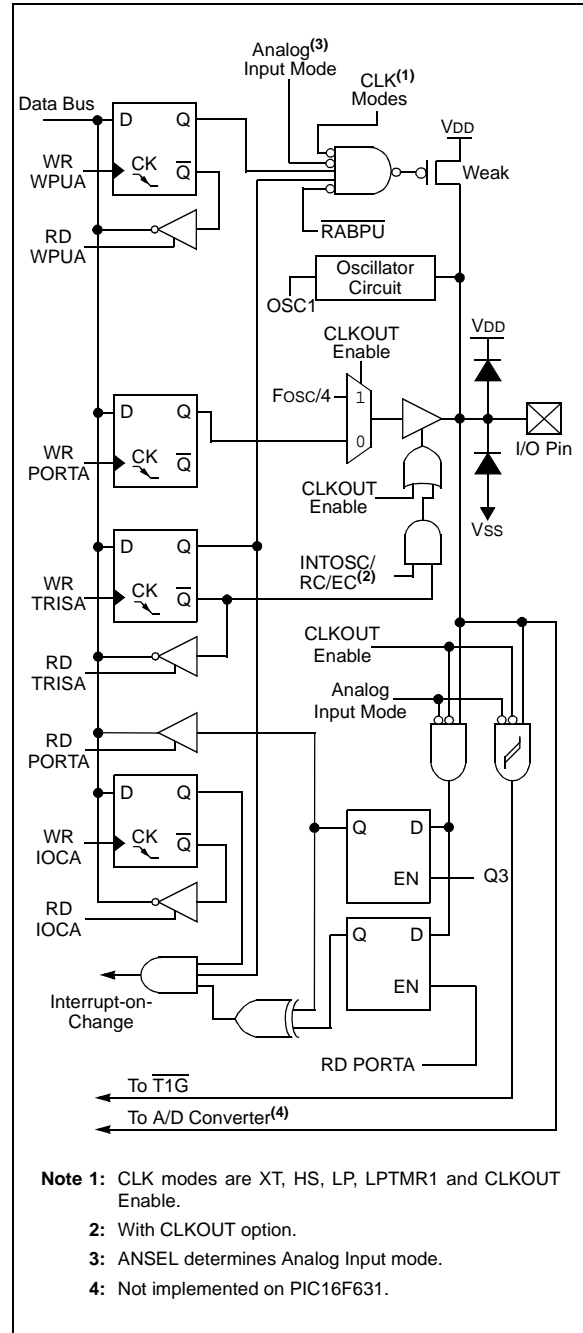 Analog(3)
Input Mode
CLK(1)
Modes
Data Bus
VDD
D Q
WR
WPUA
CK Q
Weak
RABPU
RD
WPUA
Oscillator
Circuit
OSC1
CLKOUT
Enable
VDD
FOSC/4
1
D Q
0
I/O Pin
WR
PORTA
CK Q
CLKOUT
Enable
VSS
D Q
INTOSC/
RC/EC(2)
WR
TRISA
CK Q
CLKOUT
Enable
RD
TRISA
Analog
Input Mode
RD
PORTA
D Q
WR
IOCA
CK Q
Q D
EN
Q3
RD
IOCA
Q D
EN
Interrupt-on-
Change
RD PORTA
To T1G
To A/D Converter(4)
Note 1: CLK modes are XT, HS, LP, LPTMR1 and CLKOUT
Enable.
2: With CLKOUT option.
3: ANSEL determines Analog Input mode.
4: Not implemented on PIC16F631.